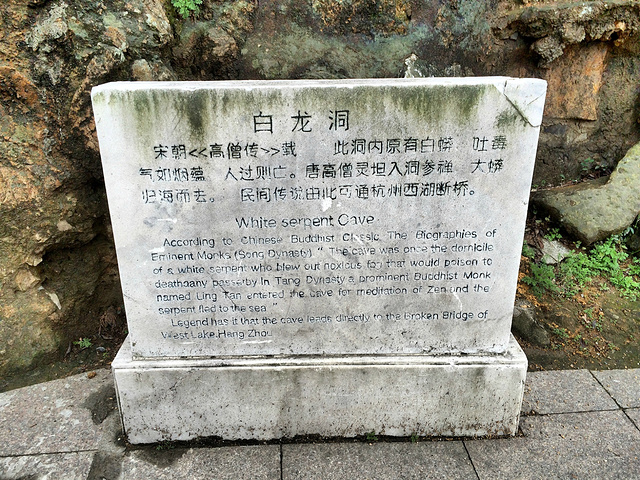 白龙洞
宋朝<<高僧传>>载 此洞内原有白蟒 吐毒
气如烟蕴 人过则亡。唐高僧灵坦入洞参禅 大蟒
归海而去。 民间传说由此可通杭州西湖断桥。
White serpent Cave
According to Chinese Buddhist Classic The Biographies of
Eminent Monks (Song Dynasty) " The cave was once the domicile
of a white serpent who blew out noxious fog that would poison to
deathpany passerby In Tang Dynasty a prominent Buddhist Monk
named Ling Tan entered the cave for meditation of Zen and the
serpent fled to the sea
Legend has it that the cave leads directly to the Broken Bridge of
West Lake.Hang Zhou